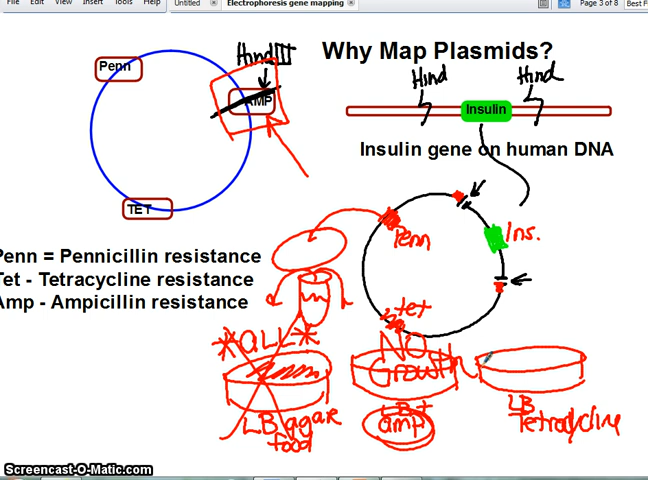 File View Insert Tools Help
Untitled
Electrophoresis gene mapping
Page 3 of 8
Best F
Why Map Plasmids?
HindIII
Penn
AMP
TET
Hind
Hind
Insulin
Insulin gene on human DNA
Penn
Ins.
tet
Penn = Pennicillin resistance
Tet - Tetracycline resistance
Amp - Ampicillin resistance
*ALL*
NO
Growth
LB agare
food
LB+
amp
LB
Tetracycline
Screencast-O-Matic.com